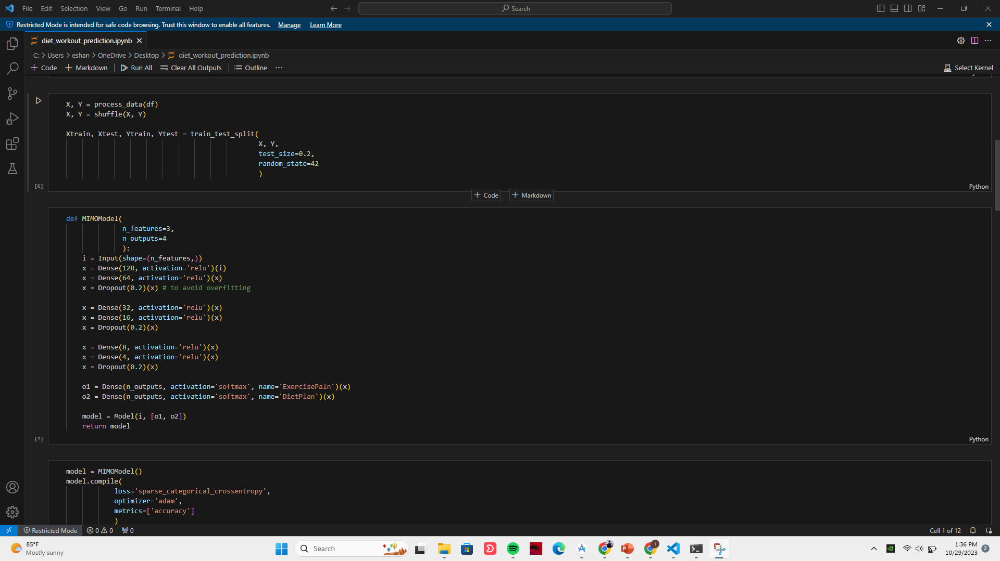 File Edit Selection View Go Run Terminal Help
Search
Restricted Mode is intended for safe code browsing. Trust this window to enable all features. Manage Learn More
diet_workout_prediction.ipynb
C: > Users > eshan > OneDrive > Desktop > diet_workout_prediction.ipynb
+ Code + Markdown Run All Clear All Outputs Outline ...
Select Kernel
X, Y = process_data(df)
X, Y = shuffle(X, Y)
Xtrain, Xtest, Ytrain, Ytest = train_test_split(
X, Y,
test_size=0.2,
random_state=42
)
[6]
Python
+ Code + Markdown
def MIMOModel(
n_features=3,
n_outputs=4
):
i = Input(shape=(n_features,))
x = Dense(128, activation='relu')(i)
x = Dense(64, activation='relu')(x)
x = Dropout(0.2)(x) # to avoid overfitting
x = Dense(32, activation='relu')(x)
x = Dense(16, activation='relu')(x)
x = Dropout(0.2)(x)
x = Dense(8, activation='relu')(x)
x = Dense(4, activation='relu')(x)
x = Dropout(0.2)(x)
o1 = Dense(n_outputs, activation='softmax', name='ExercisePaln')(x)
o2 = Dense(n_outputs, activation='softmax', name='DietPlan')(x)
model = Model(i, [o1, o2])
return model
[7]
Python
model = MIMOModel()
model.compile(
loss='sparse_categorical_crossentropy',
optimizer='adam',
metrics=['accuracy']
)
Restricted Mode 0 0 0
Cell 1 of 12
85°F
Mostly sunny
Search
1:36 PM
10/29/2023
2